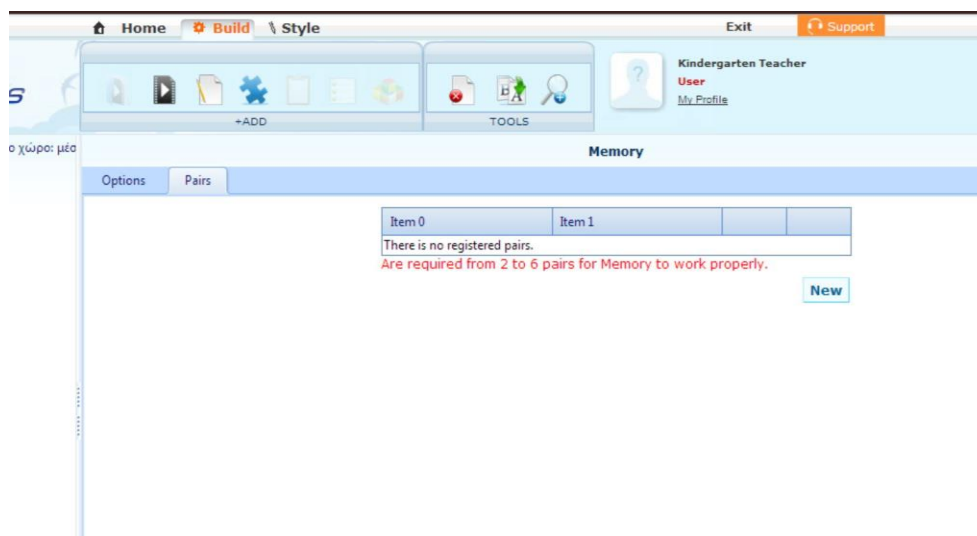 Home Build Style Exit Support
Kindergarten Teacher
User
My Profile
+ADD TOOLS
ο χώρο: μέσ
Memory
Options Pairs
Item 0 Item 1
There is no registered pairs.
Are required from 2 to 6 pairs for Memory to work properly.
New